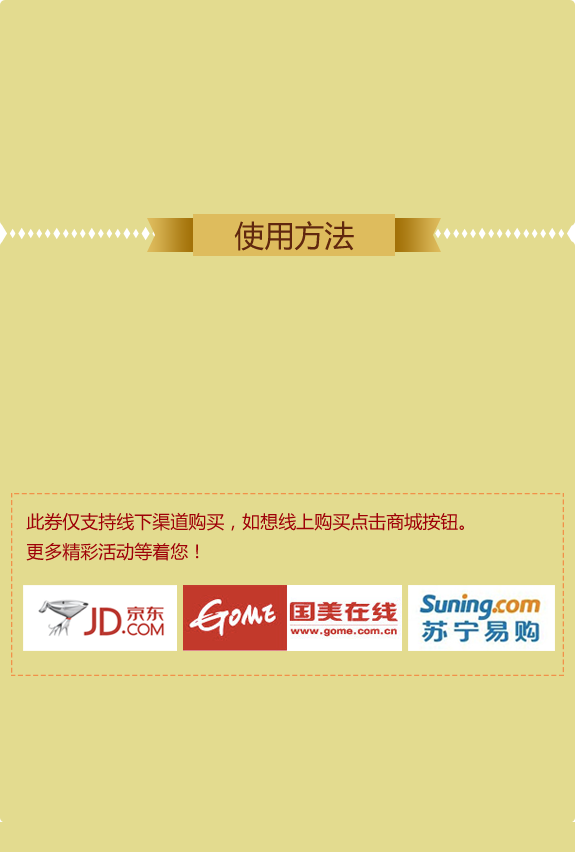 使用方法
此券仅支持线下渠道购买，如想线上购买点击商城按钮。
更多精彩活动等着您！
JD.COM 京东
GOME 国美在线
www.gome.com.cn
Suning.com
苏宁易购